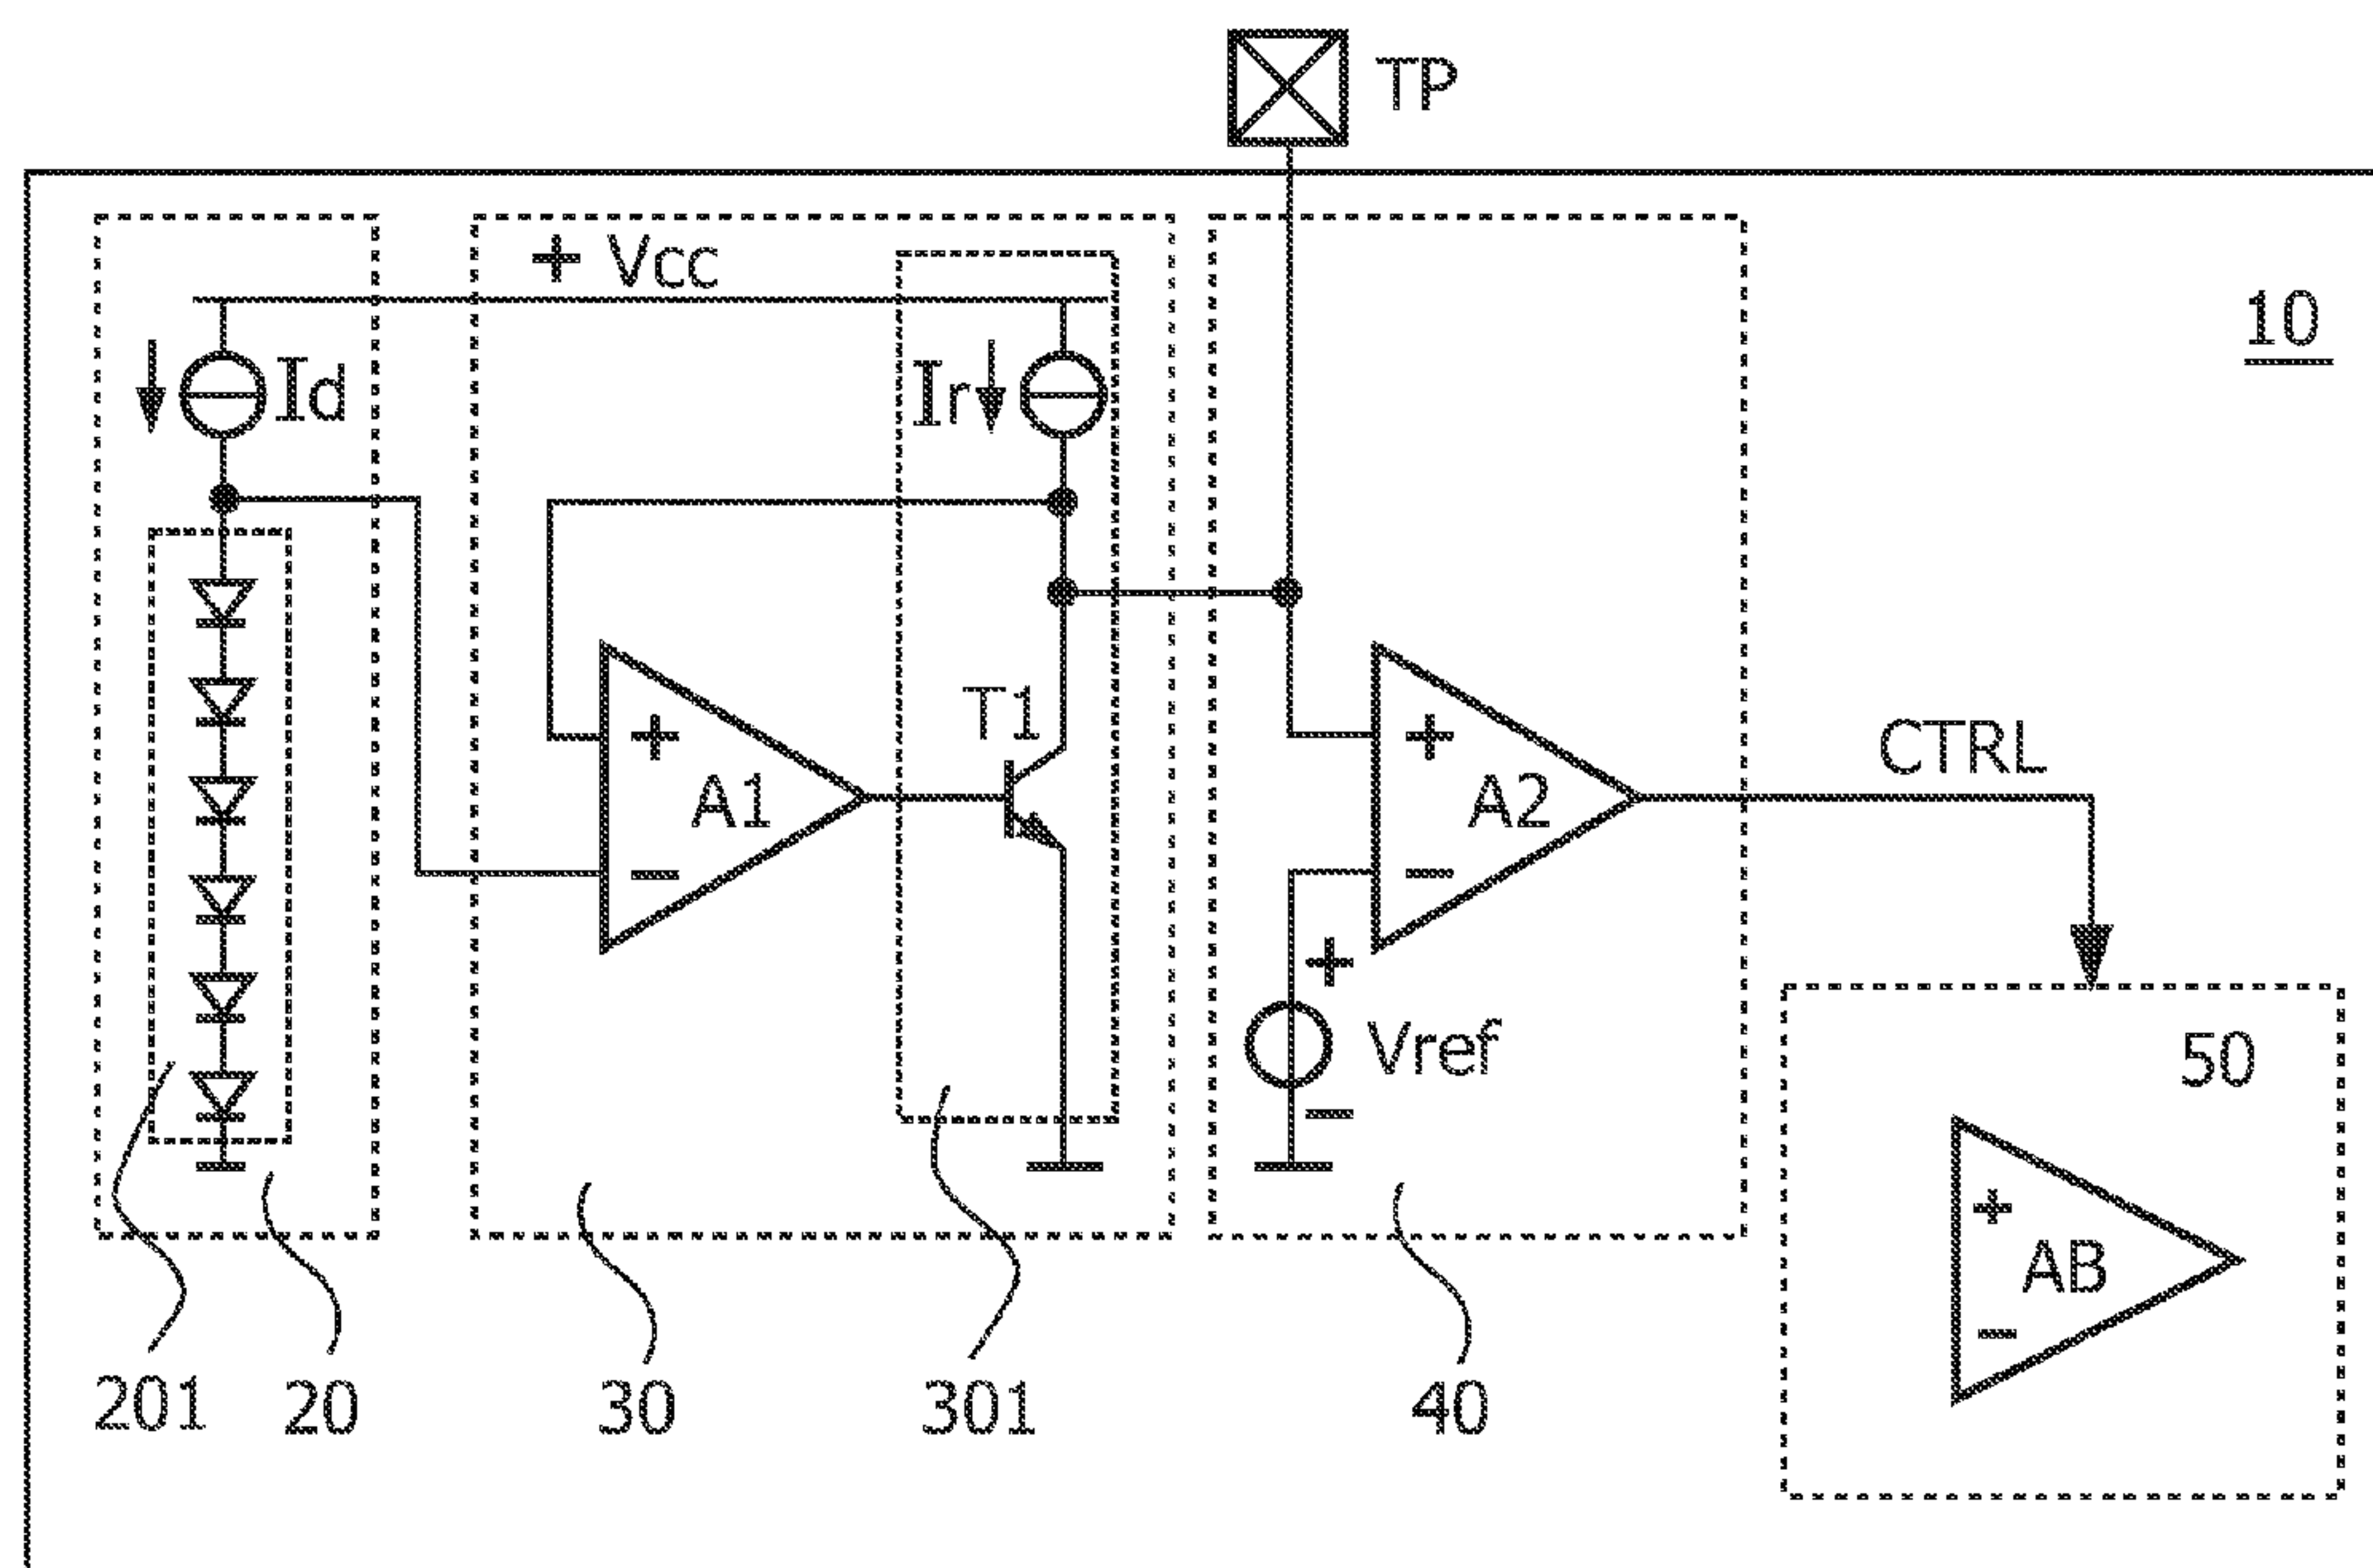 TP
+ Vcc
10
Id
Ir
T1
+
A1
−
+
A2
−
CTRL
+
Vref
−
50
+
AB
−
201
20
30
301
40